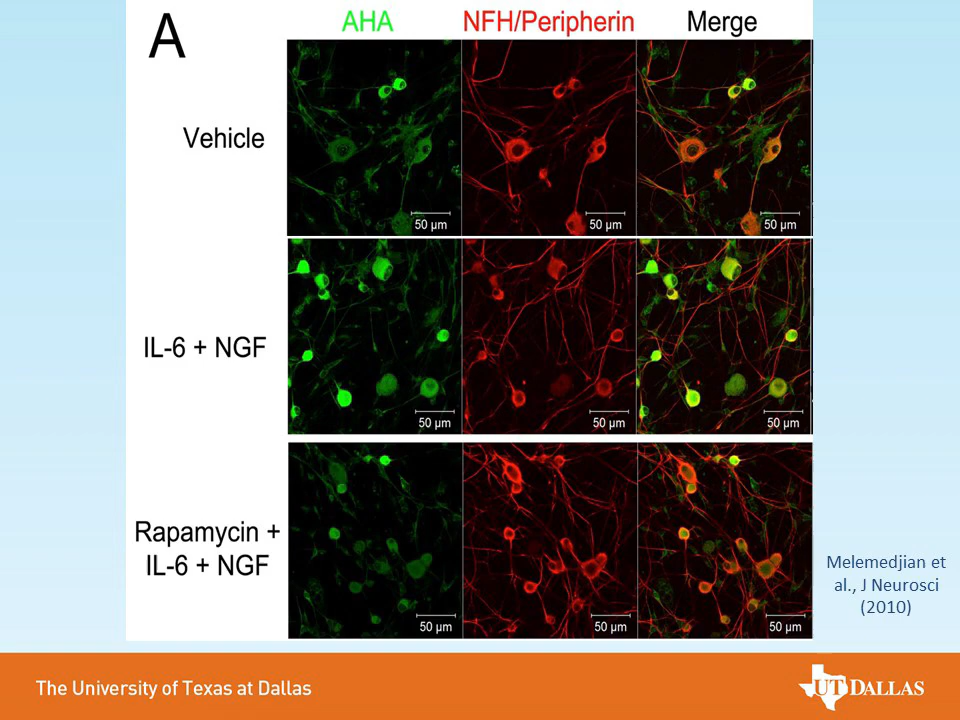 A
AHA NFH/Peripherin Merge
Vehicle
50 µm 50 µm 50 µm
IL-6 + NGF
50 µm 50 µm 50 µm
Rapamycin +
IL-6 + NGF
50 µm 50 µm 50 µm
Melemedjian et
al., J Neurosci
(2010)
The University of Texas at Dallas
UT DALLAS